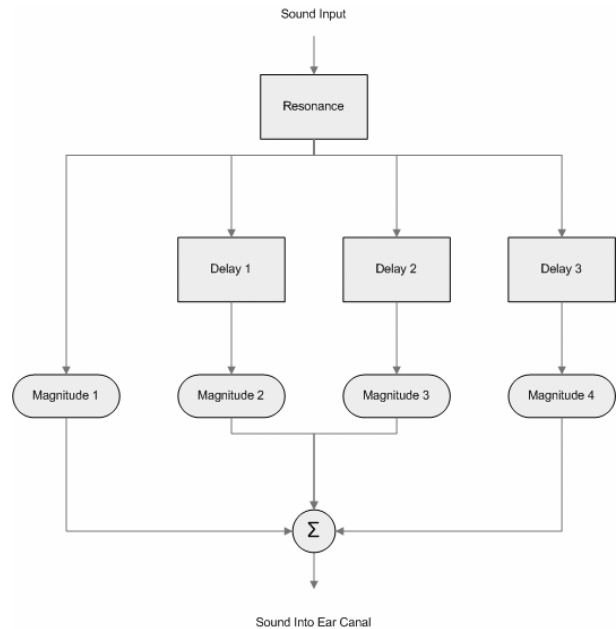 Sound Input
Resonance
Delay 1
Delay 2
Delay 3
Magnitude 1
Magnitude 2
Magnitude 3
Magnitude 4
Σ
Sound Into Ear Canal